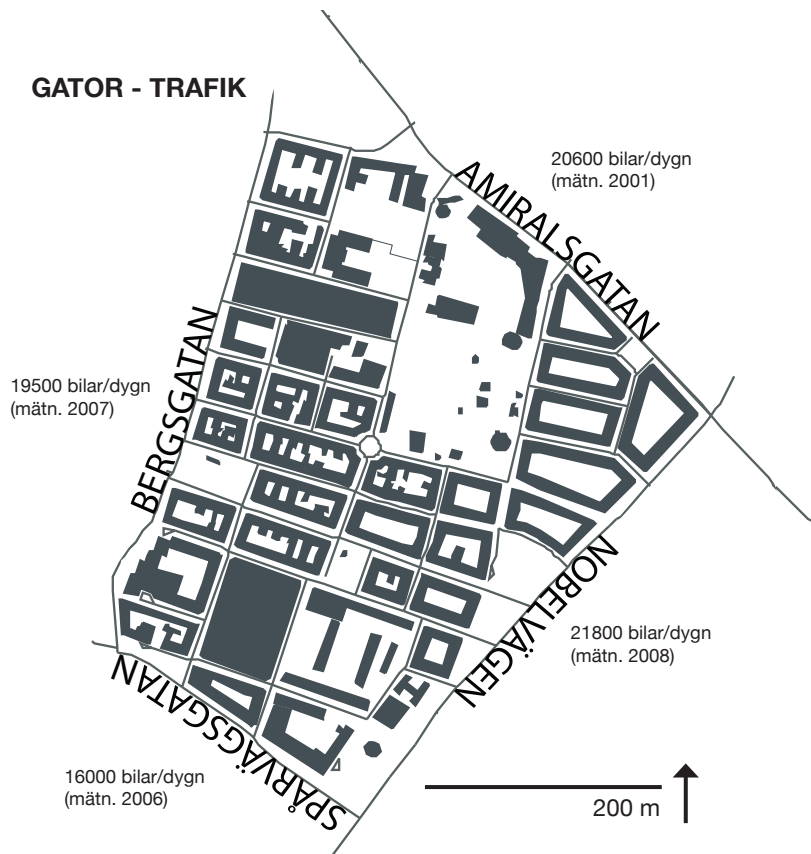 GATOR - TRAFIK
20600 bilar/dygn
(mätn. 2001)
AMIRALSGATAN
19500 bilar/dygn
(mätn. 2007)
BERGSGATAN
NOBELVÄGEN
21800 bilar/dygn
(mätn. 2008)
SPÅRVÄGSGATAN
16000 bilar/dygn
(mätn. 2006)
200 m